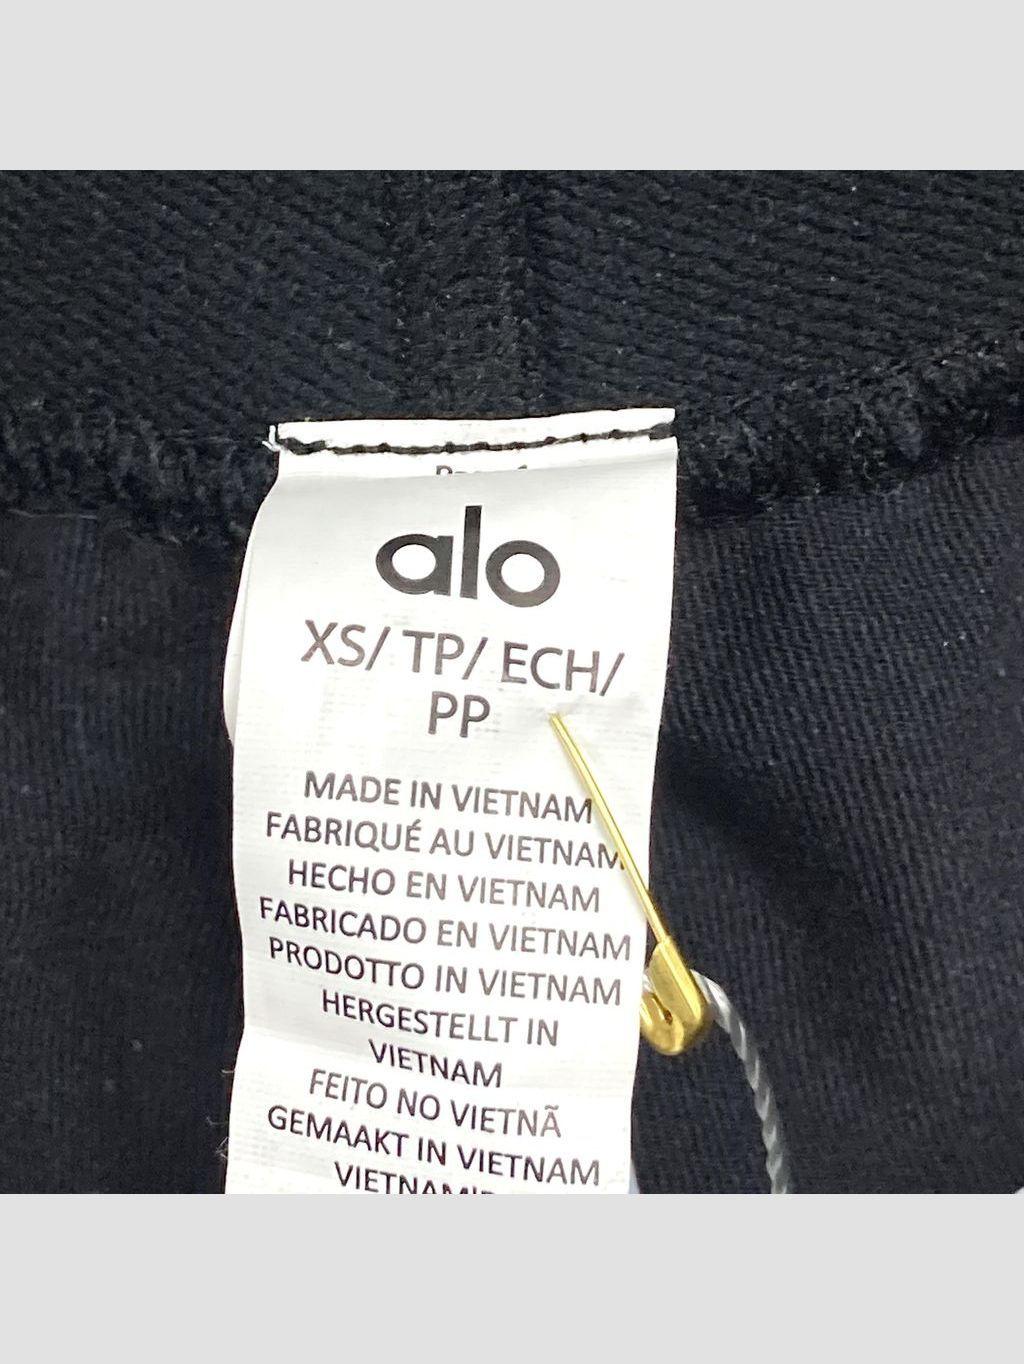 alo
XS/ TP/ ECH/
PP
MADE IN VIETNAM
FABRIQUÉ AU VIETNAM
HECHO EN VIETNAM
FABRICADO EN VIETNAM
PRODOTTO IN VIETNAM
HERGESTELLT IN
VIETNAM
FEITO NO VIETNÃ
GEMAAKT IN VIETNAM